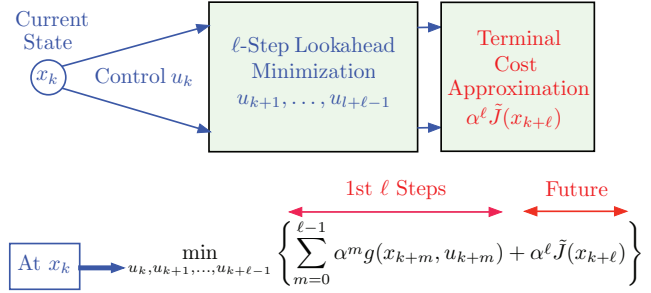 Current
State
x_k
Control u_k
ℓ-Step Lookahead
Minimization
u_{k+1}, . . . , u_{l+ℓ−1}
Terminal
Cost
Approximation
α^ℓ J̃(x_{k+ℓ})
1st ℓ Steps
Future
At x_k
min_{u_k,u_{k+1},...,u_{k+ℓ−1}} { ∑_{m=0}^{ℓ−1} α^m g(x_{k+m}, u_{k+m}) + α^ℓ J̃(x_{k+ℓ}) }